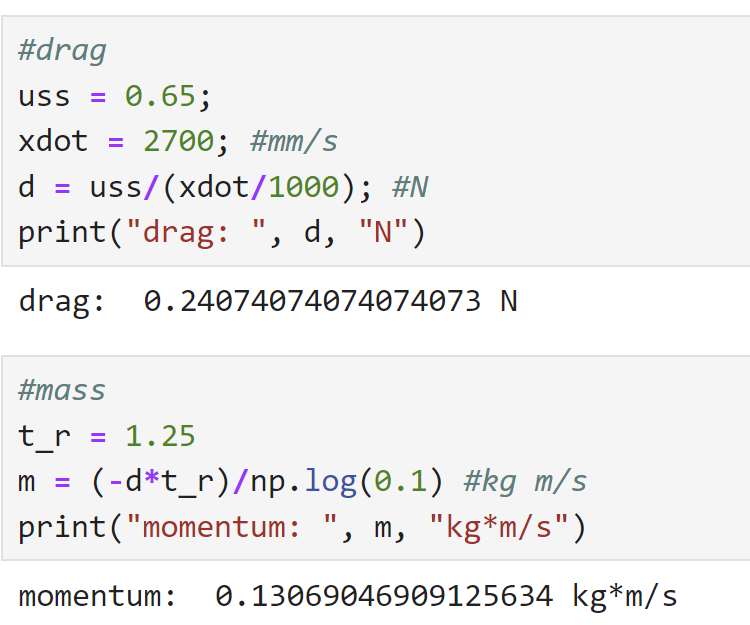 #drag
uss = 0.65;
xdot = 2700; #mm/s
d = uss/(xdot/1000); #N
print("drag: ", d, "N")
drag:  0.24074074074074073 N
#mass
t_r = 1.25
m = (-d*t_r)/np.log(0.1) #kg m/s
print("momentum: ", m, "kg*m/s")
momentum:  0.13069046909125634 kg*m/s